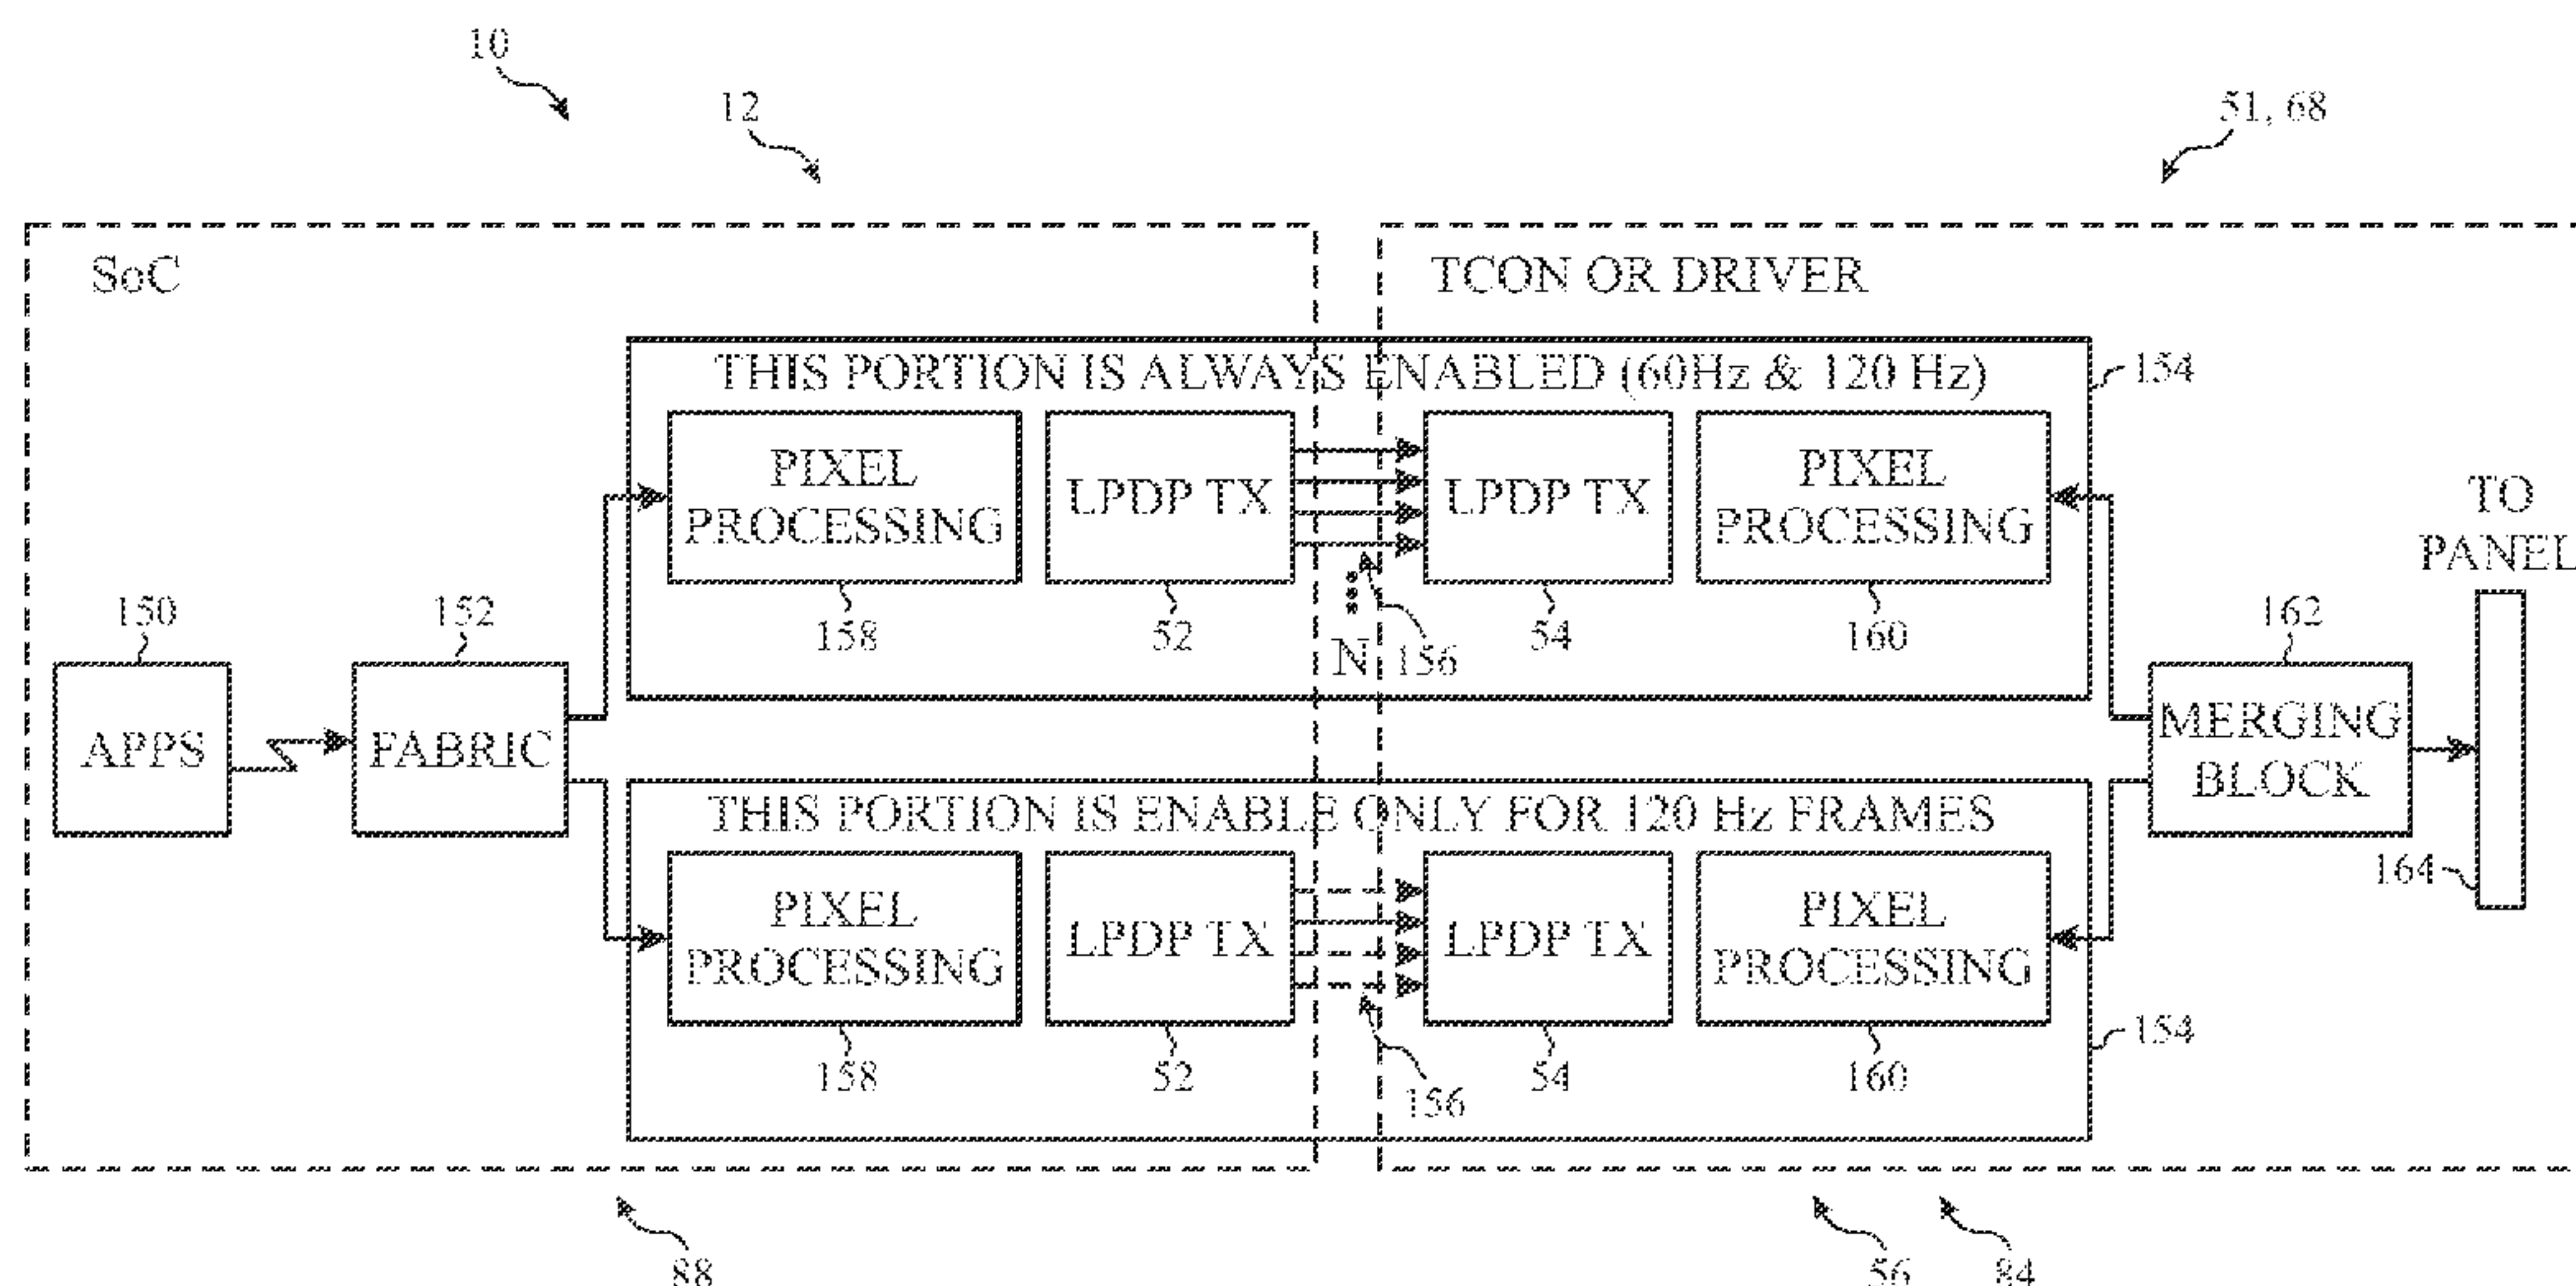 10
12
51, 68
SoC
TCON OR DRIVER
THIS PORTION IS ALWAYS ENABLED (60Hz & 120 Hz)
154
PIXEL
PROCESSING
LPDP TX
LPDP TX
PIXEL
PROCESSING
TO
PANEL
158
52
N
156
54
160
150
152
162
APPS
FABRIC
MERGING
BLOCK
THIS PORTION IS ENABLE ONLY FOR 120 Hz FRAMES
164
PIXEL
PROCESSING
LPDP TX
LPDP TX
PIXEL
PROCESSING
158
52
156
54
160
154
88
56
84